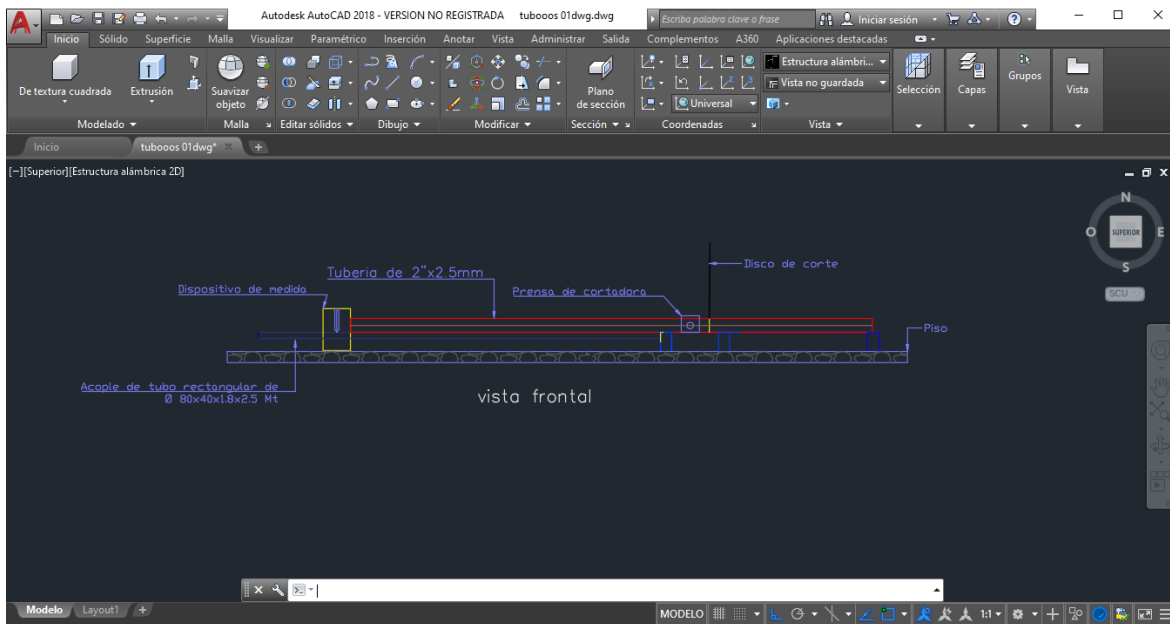 Autodesk AutoCAD 2018 - VERSION NO REGISTRADA tubooos 01dwg.dwg
Escriba palabra clave o frase
Iniciar sesión
Inicio Sólido Superficie Malla Visualizar Paramétrico Inserción Anotar Vista Administrar Salida Complementos A360 Aplicaciones destacadas
De textura cuadrada
Extrusión
Suavizar
objeto
Plano
de sección
Universal
Estructura alámbri...
Vista no guardada
Selección
Capas
Grupos
Vista
Modelado Malla Editar sólidos Dibujo Modificar Sección Coordenadas Vista
Inicio
tubooos 01dwg*
[−][Superior][Estructura alámbrica 2D]
N
O SUPERIOR E
S
SCU
Disco de corte
Tuberia de 2"x2.5mm
Dispositivo de medida
Prensa de cortadora
Piso
Acople de tubo rectangular de
Ø 80x40x1.8x2.5 Mt
vista frontal
Modelo Layout1 +
MODELO
1:1